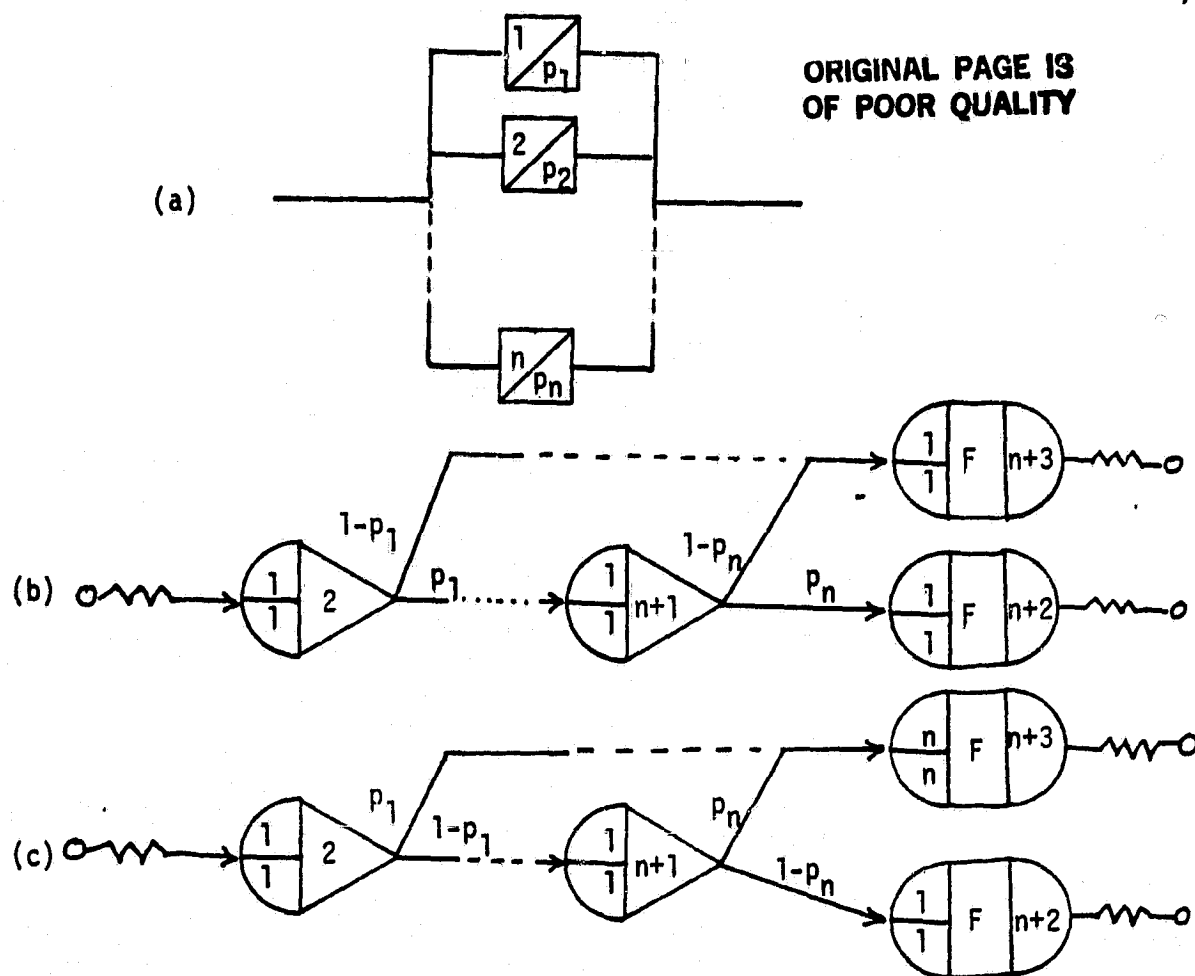 ORIGINAL PAGE IS
OF POOR QUALITY
(a)
1
p1
2
p2
n
pn
(b)
1
1
2
1-p1
p1
1
1
n+1
1-pn
pn
1
1
F
n+3
1
1
F
n+2
(c)
1
1
2
p1
1-p1
1
1
n+1
pn
1-pn
n
n
F
n+3
1
1
F
n+2